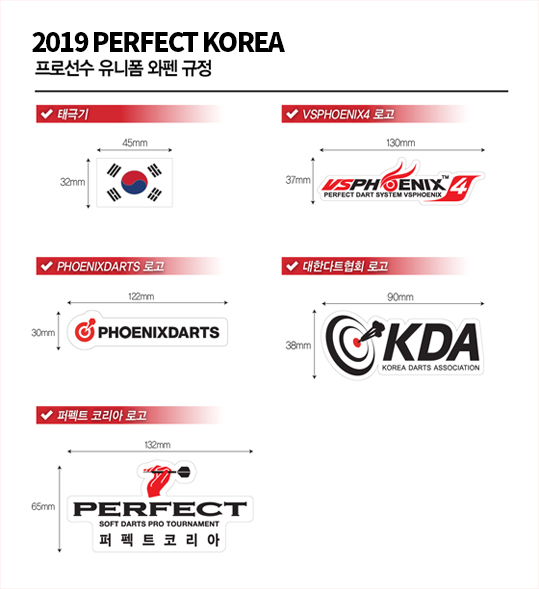 2019 PERFECT KOREA
프로선수 유니폼 와펜 규정
태극기
45mm
32mm
VSPHOENIX4 로고
130mm
37mm
VSPHOENIX™ 4
PERFECT DART SYSTEM VSPHOENIX
PHOENIXDARTS 로고
122mm
30mm
PHOENIXDARTS
대한다트협회 로고
90mm
38mm
KDA
KOREA DARTS ASSOCIATION
퍼펙트 코리아 로고
132mm
65mm
PERFECT
SOFT DARTS PRO TOURNAMENT
퍼펙트코리아